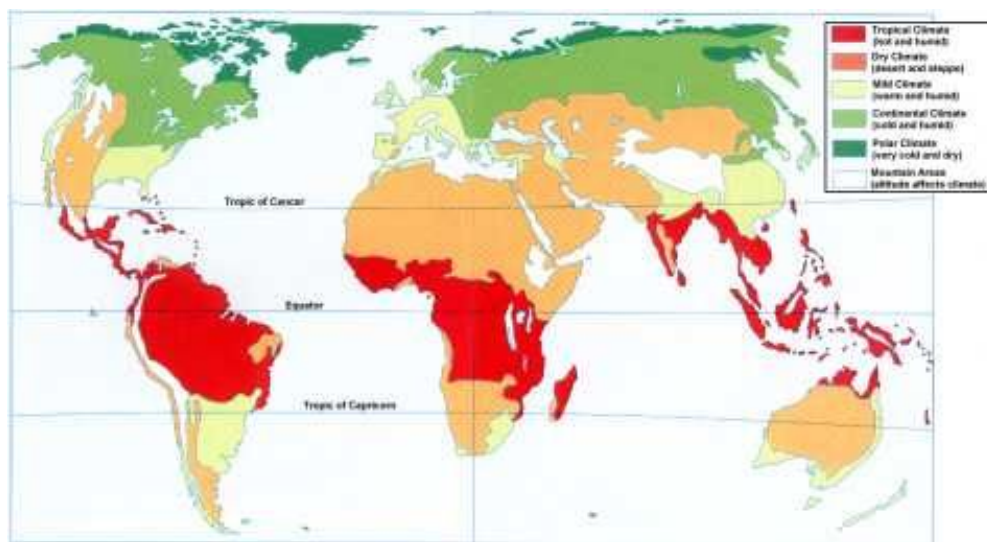 Tropical Climate
(hot and humid)
Dry Climate
(desert and steppe)
Mild Climate
(warm and humid)
Continental Climate
(cold and humid)
Polar Climate
(very cold and dry)
Mountain Areas
(altitude affects climate)
Tropic of Cancer
Equator
Tropic of Capricorn